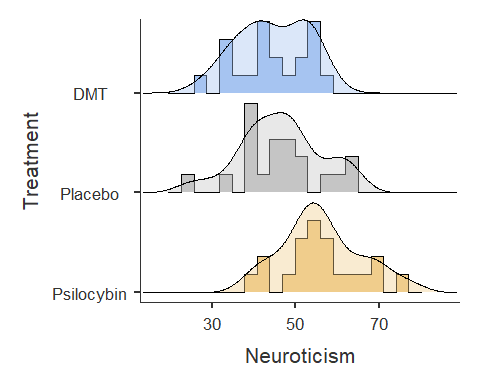 Treatment
DMT
Placebo
Psilocybin
30 50 70
Neuroticism